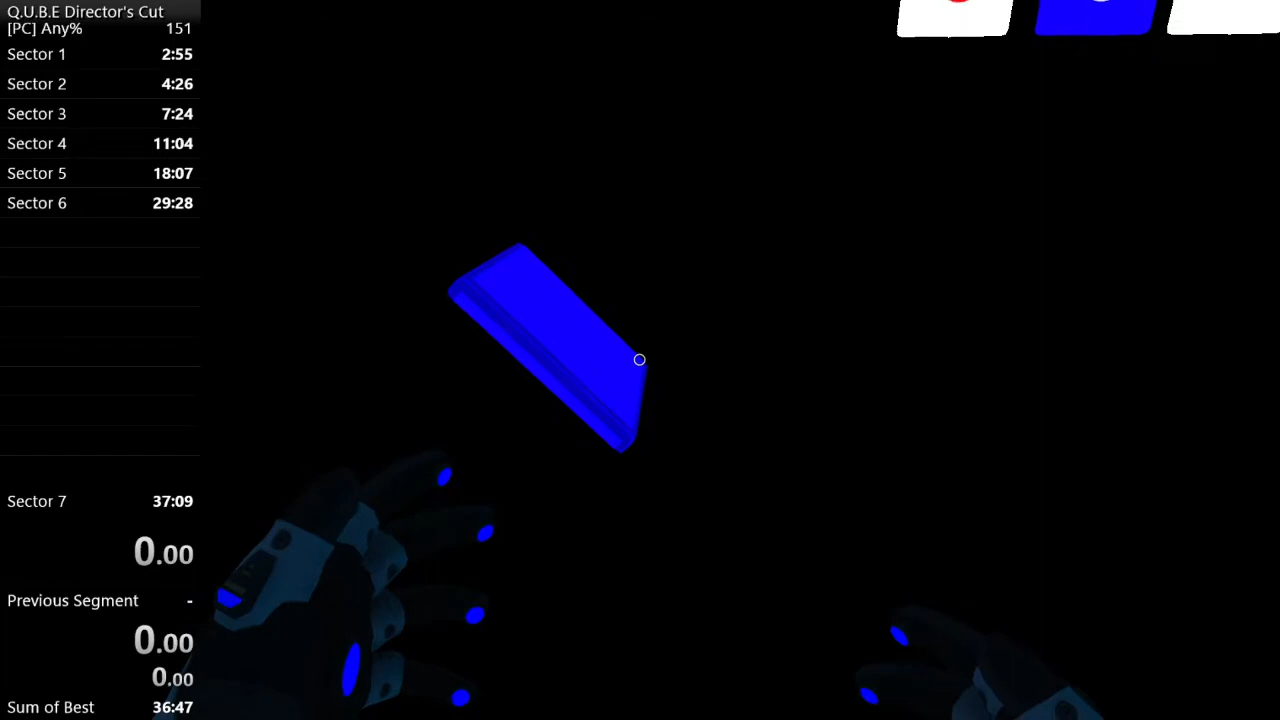 Q.U.B.E Director's Cut
[PC] Any% 151
Sector 1 2:55
Sector 2 4:26
Sector 3 7:24
Sector 4 11:04
Sector 5 18:07
Sector 6 29:28
Sector 7 37:09
0.00
Previous Segment -
0.00
0.00
Sum of Best 36:47